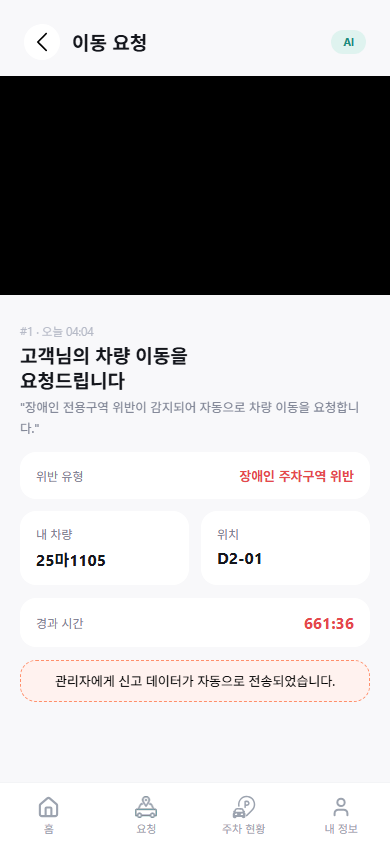 이동 요청
AI
#1 · 오늘 04:04
고객님의 차량 이동을
요청드립니다
"장애인 전용구역 위반이 감지되어 자동으로 차량 이동을 요청합니
다."
위반 유형
장애인 주차구역 위반
내 차량
25마1105
위치
D2-01
경과 시간
661:36
관리자에게 신고 데이터가 자동으로 전송되었습니다.
P
홈
요청
주차 현황
내 정보